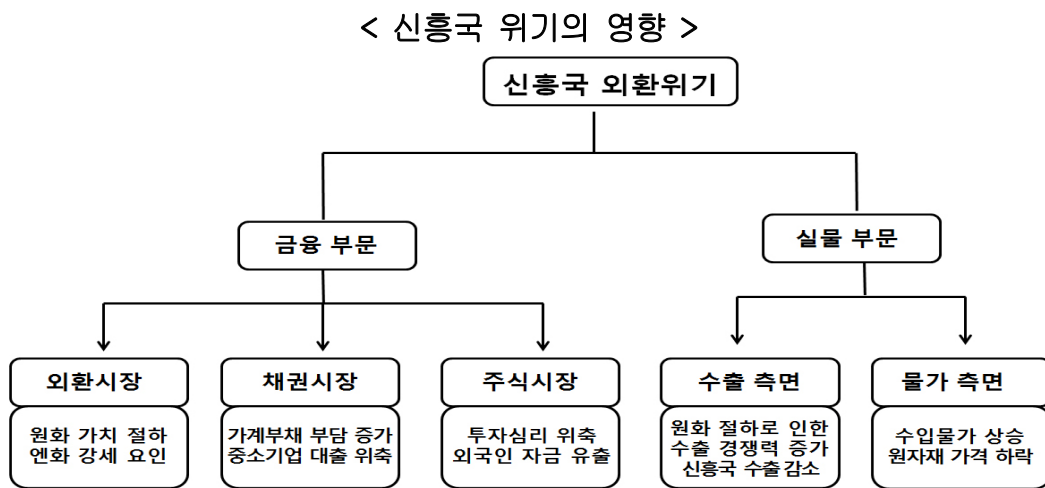 < 신흥국 위기의 영향 >
신흥국 외환위기
금융 부문
실물 부문
외환시장
원화 가치 절하
엔화 강세 요인
채권시장
가계부채 부담 증가
중소기업 대출 위축
주식시장
투자심리 위축
외국인 자금 유출
수출 측면
원화 절하로 인한
수출 경쟁력 증가
신흥국 수출감소
물가 측면
수입물가 상승
원자재 가격 하락